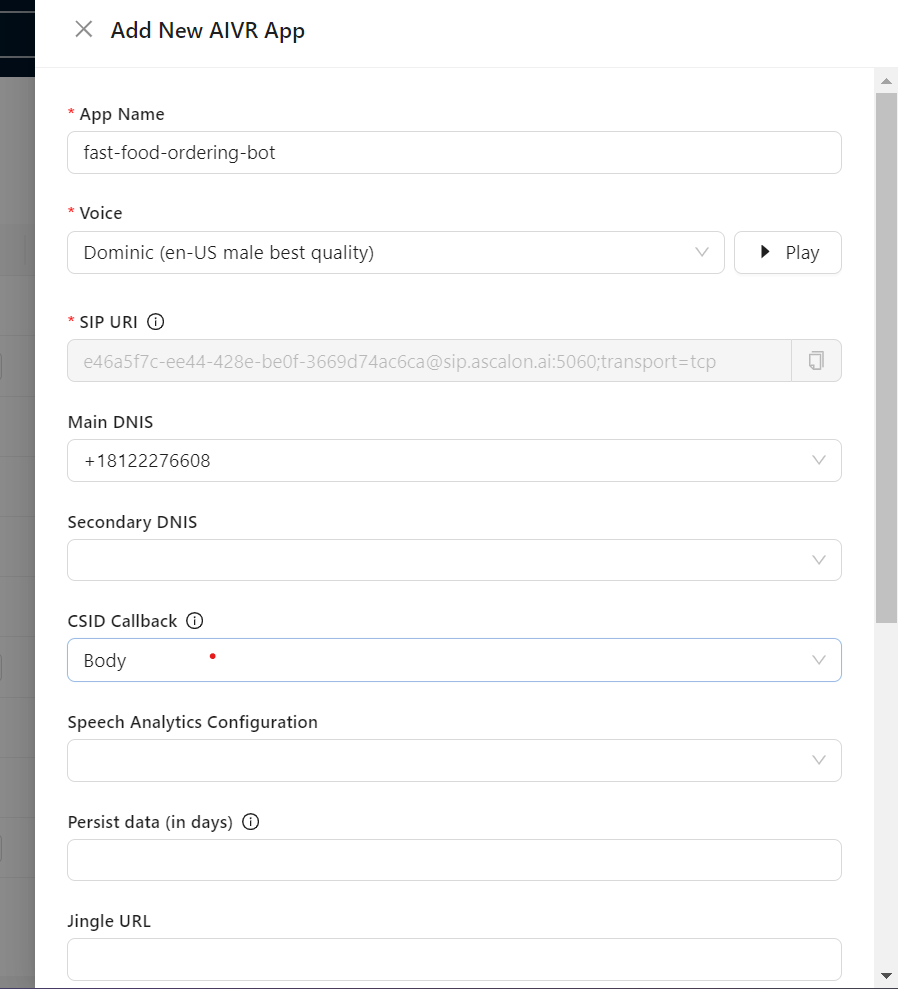 Add New AIVR App
* App Name
fast-food-ordering-bot
* Voice
Dominic (en-US male best quality)
Play
* SIP URI
e46a5f7c-ee44-428e-be0f-3669d74ac6ca@sip.ascalon.ai:5060;transport=tcp
Main DNIS
+18122276608
Secondary DNIS
CSID Callback
Body
Speech Analytics Configuration
Persist data (in days)
Jingle URL